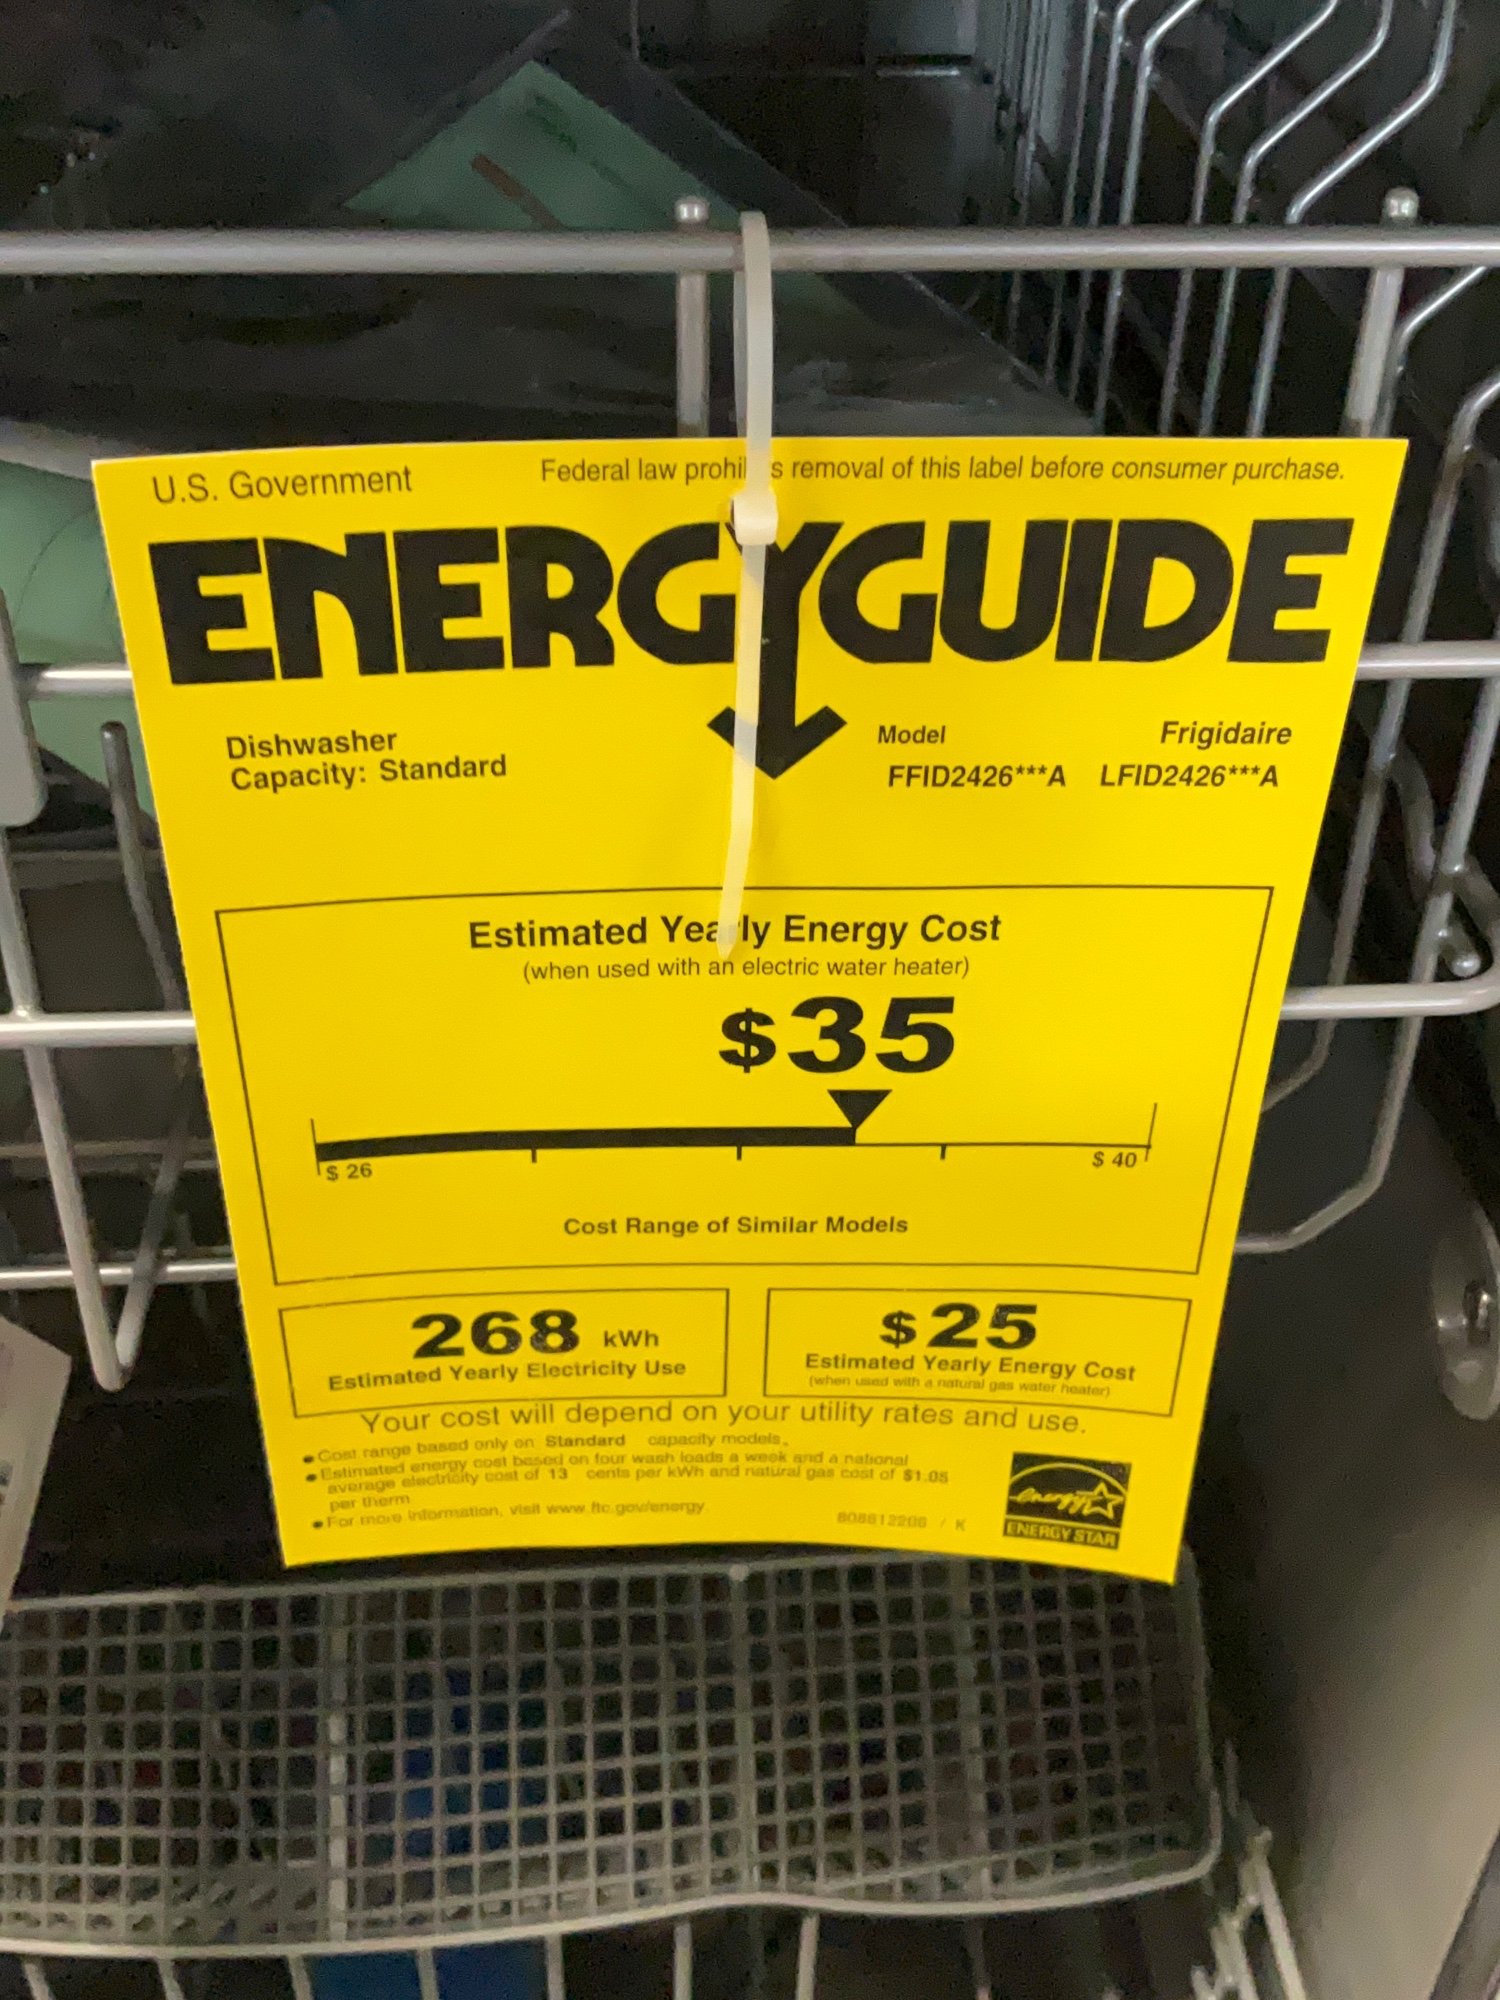 U.S. Government
Federal law prohi s removal of this label before consumer purchase.
ENERGYGUIDE
Dishwasher
Capacity: Standard
Model Frigidaire
FFID2426***A LFID2426***A
Estimated Yea ly Energy Cost
(when used with an electric water heater)
$35
$ 26
$ 40
Cost Range of Similar Models
268 kWh
Estimated Yearly Electricity Use
$25
Estimated Yearly Energy Cost
(when used with a natural gas water heater)
Your cost will depend on your utility rates and use.
• Cost range based only on Standard capacity models.
• Estimated energy cost based on four wash loads a week and a national
average electricity cost of 13 cents per kWh and natural gas cost of $1.05
per therm
• For more information, visit www.ftc.gov/energy.
/ K
energy
ENERGY STAR